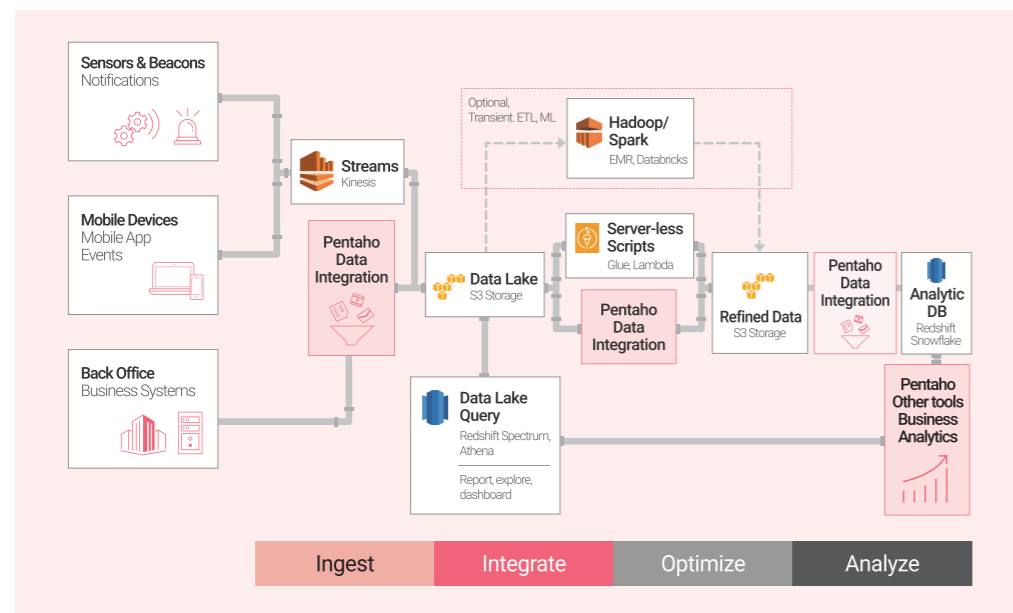 Sensors & Beacons
Notifications
Mobile Devices
Mobile App
Events
Back Office
Business Systems
Streams
Kinesis
Pentaho
Data
Integration
Data Lake
S3 Storage
Data Lake
Query
Redshift Spectrum,
Athena
Report, explore,
dashboard
Optional,
Transient. ETL, ML
Hadoop/
Spark
EMR, Databricks
Server-less
Scripts
Glue, Lambda
Pentaho
Data
Integration
Refined Data
S3 Storage
Pentaho
Data
Integration
Analytic
DB
Redshift
Snowflake
Pentaho
Other tools
Business
Analytics
Ingest
Integrate
Optimize
Analyze